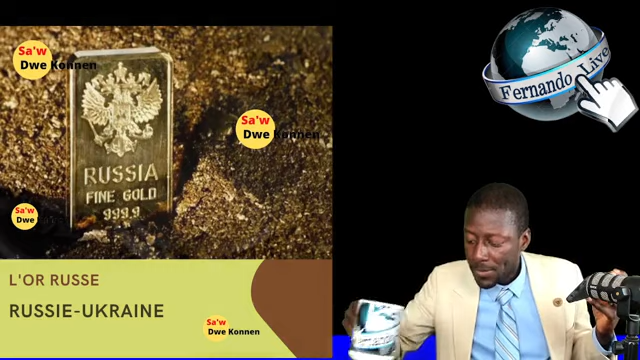 Sa'w
Dwe Konnen
Sa'w
Dwe Konnen
RUSSIA
FINE GOLD
999.9
Sa'w
Dwe
L'OR RUSSE
RUSSIE-UKRAINE
Sa'w
Dwe Konnen
Fernando Live
Fernando